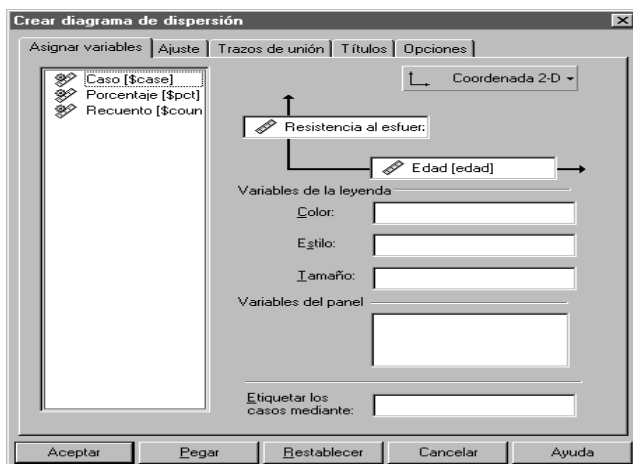 Crear diagrama de dispersión
Asignar variables
Ajuste
Trazos de unión
Títulos
Opciones
Caso [$case]
Porcentaje [$pct]
Recuento [$coun
Coordenada 2-D
Resistencia al esfuer:
Edad [edad]
Variables de la leyenda
Color:
Estilo:
Tamaño:
Variables del panel
Etiquetar los
casos mediante:
Aceptar
Pegar
Restablecer
Cancelar
Ayuda